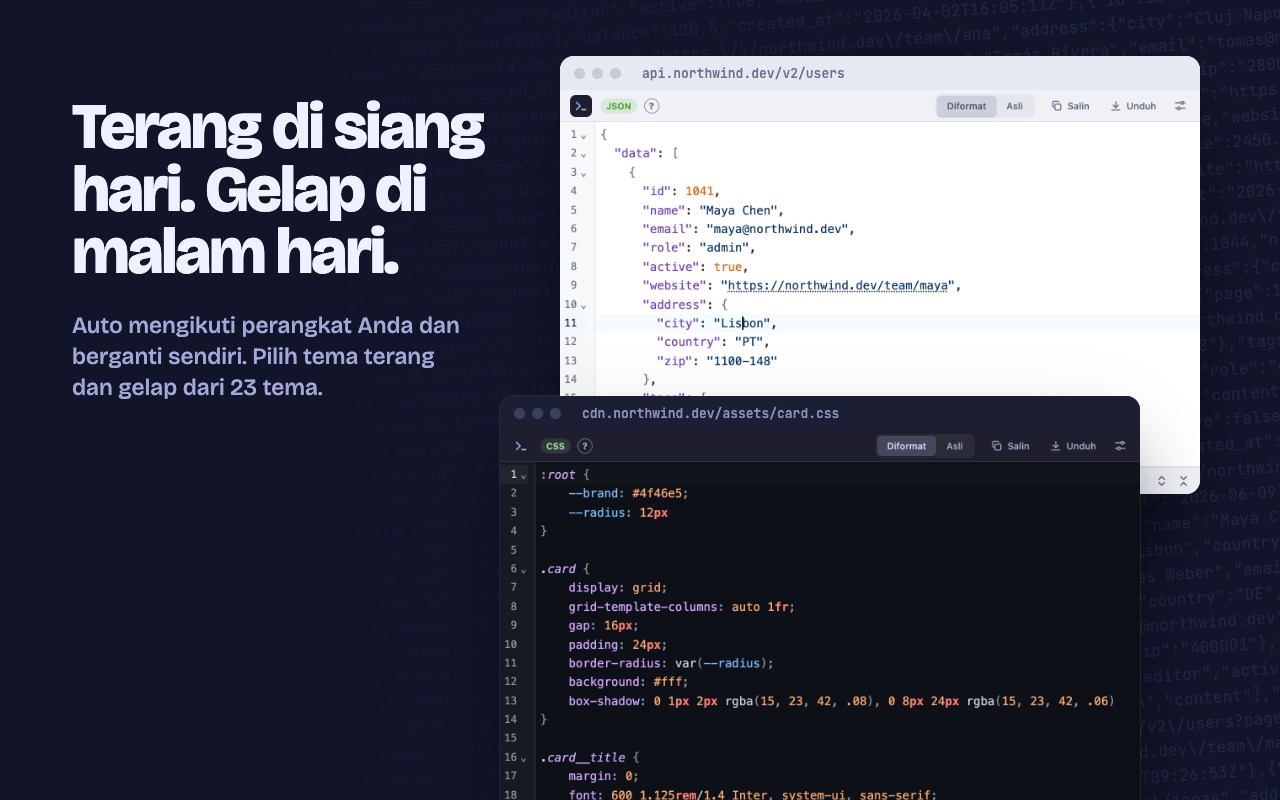 Terang di siang
hari. Gelap di
malam hari.
Auto mengikuti perangkat Anda dan
berganti sendiri. Pilih tema terang
dan gelap dari 23 tema.
api.northwind.dev/v2/users
JSON ? Diformat Asli Salin Unduh
1 {
2 "data": [
3 {
4 "id": 1041,
5 "name": "Maya Chen",
6 "email": "maya@northwind.dev",
7 "role": "admin",
8 "active": true,
9 "website": "https://northwind.dev/team/maya",
10 "address": {
11 "city": "Lisbon",
12 "country": "PT",
13 "zip": "1100-148"
14 },
cdn.northwind.dev/assets/card.css
CSS ? Diformat Asli Salin Unduh
1 :root {
2 --brand: #4f46e5;
3 --radius: 12px
4 }
5
6 .card {
7 display: grid;
8 grid-template-columns: auto 1fr;
9 gap: 16px;
10 padding: 24px;
11 border-radius: var(--radius);
12 background: #fff;
13 box-shadow: 0 1px 2px rgba(15, 23, 42, .08), 0 8px 24px rgba(15, 23, 42, .06)
14 }
15
16 .card__title {
17 margin: 0;
18 font: 600 1.125rem/1.4 Inter, system-ui, sans-serif;